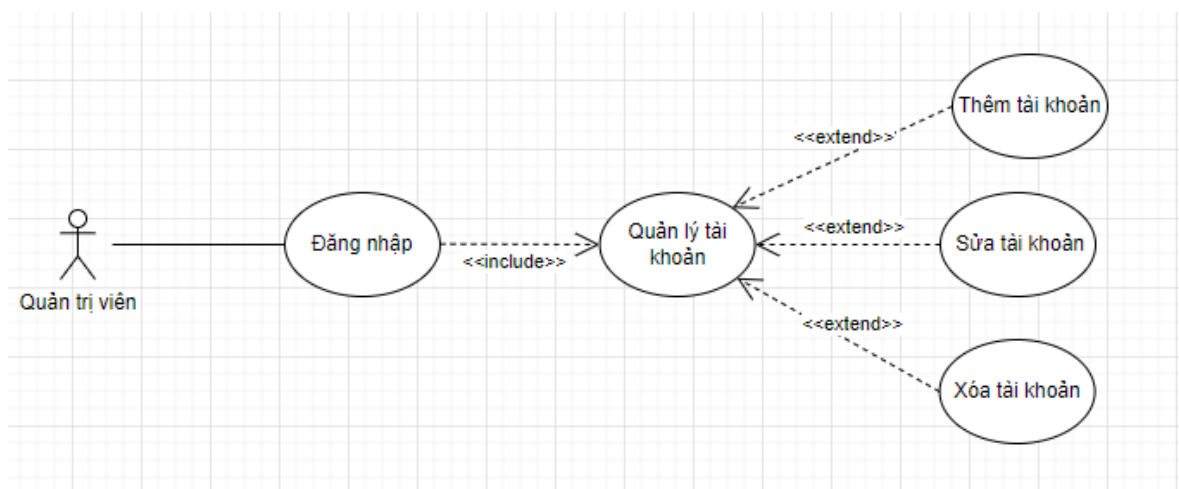 Thêm tài khoản
<<extend>>
Quản lý tài
khoản
<<extend>>
Sửa tài khoản
Đăng nhập
<<include>>
Quản trị viên
<<extend>>
Xóa tài khoản